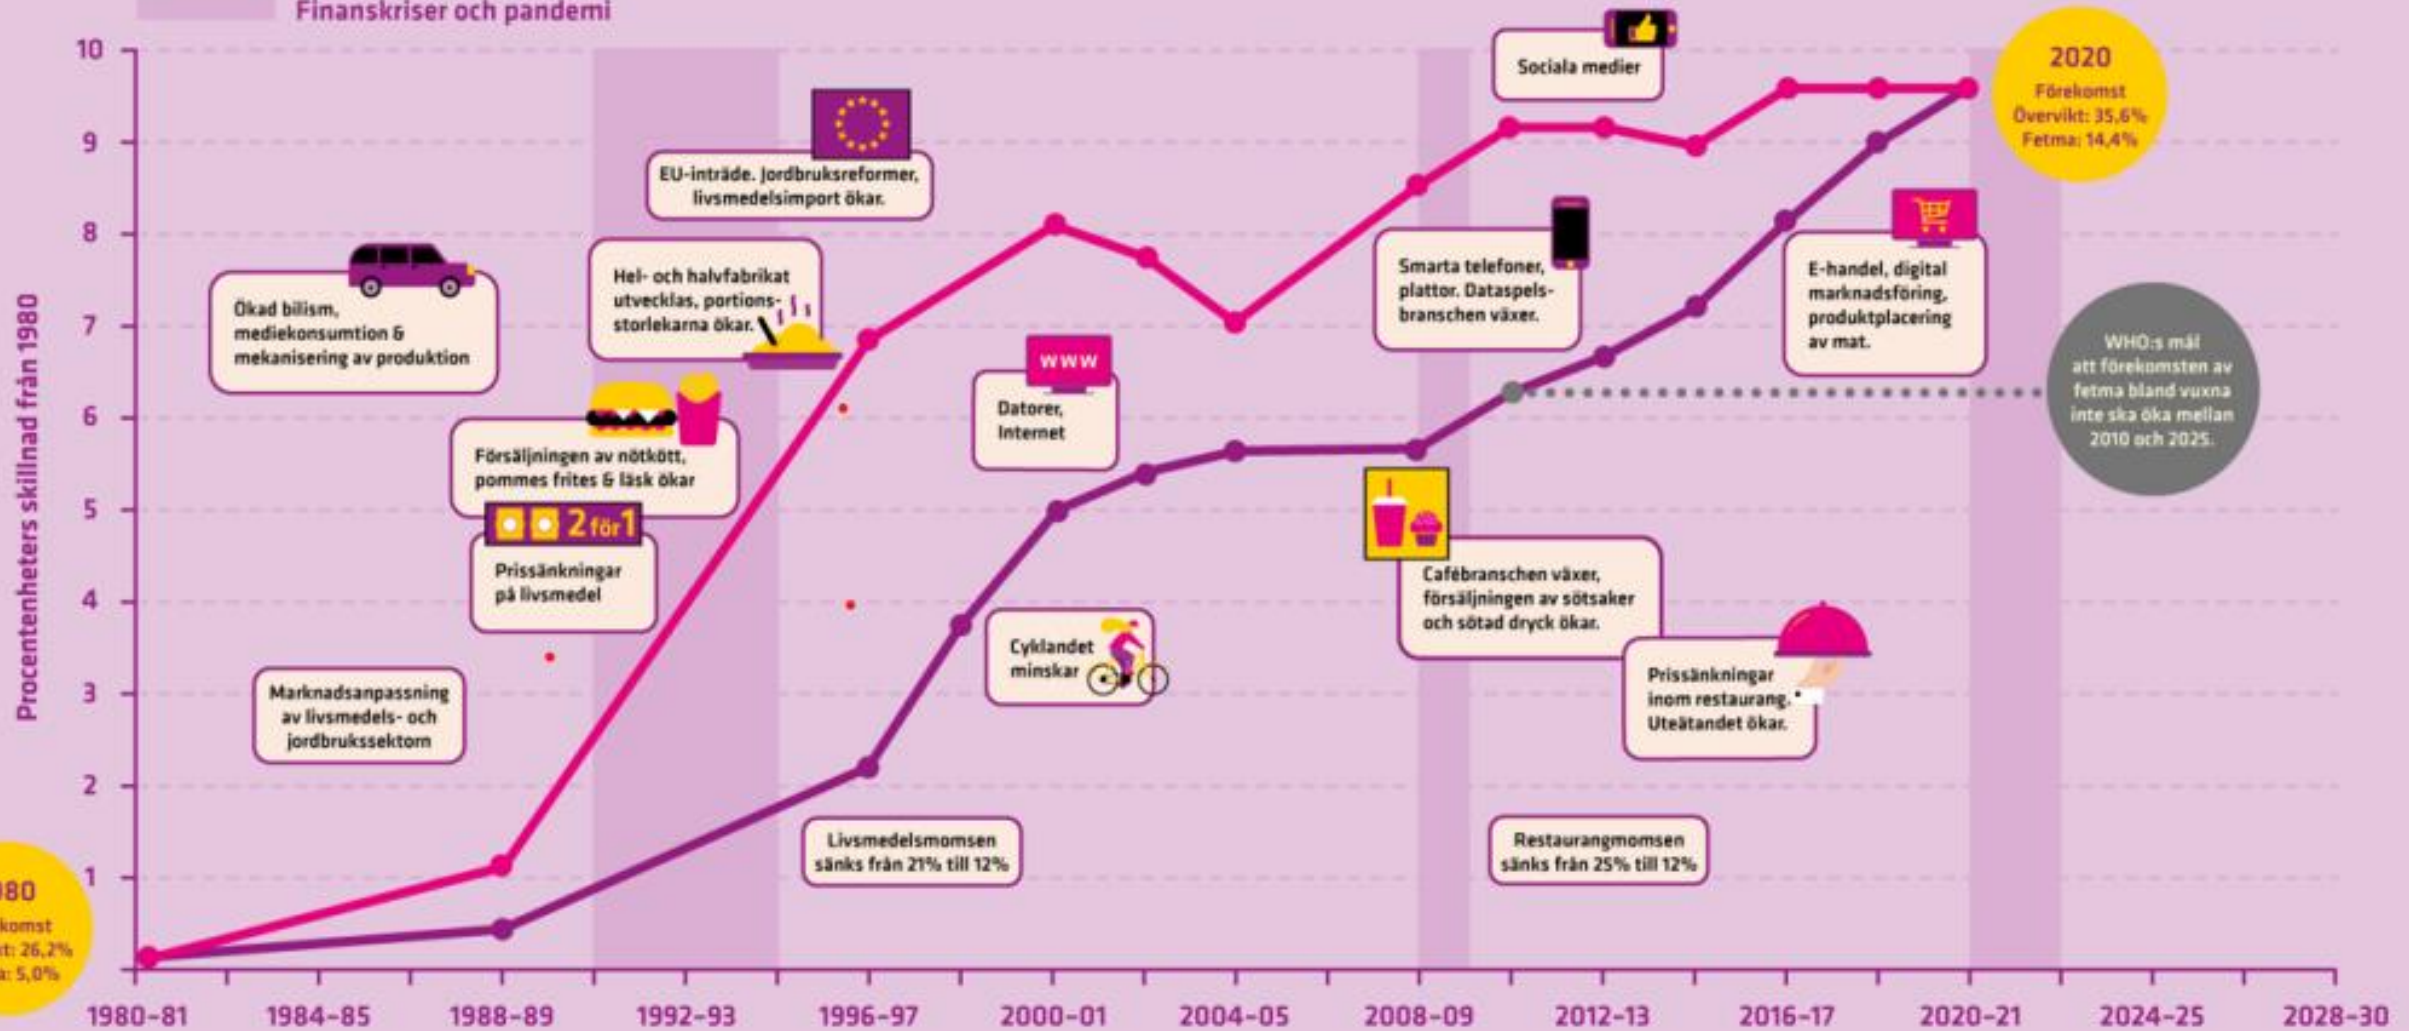 Finanskriser och pandemi
Procentenheters skillnad från 1980
10
9
8
7
6
5
4
3
2
1
Ökad bilism,
mediekonsumtion &
mekanisering av produktion
Marknadsanpassning
av livsmedels- och
jordbrukssektorn
Försäljningen av nötkött,
pommes frites & läsk ökar
2 för 1
Prissänkningar
på livsmedel
EU-inträde. Jordbruksreformer,
livsmedelsimport ökar.
Hel- och halvfabrikat
utvecklas, portions-
storlekarna ökar.
Livsmedelsmomsen
sänks från 21% till 12%
www
Datorer,
Internet
Cyklandet
minskar
Sociala medier
Smarta telefoner,
plattor. Dataspels-
branschen växer.
Cafébranschen växer,
försäljningen av sötsaker
och sötad dryck ökar.
Prissänkningar
inom restaurang.
Uteätandet ökar.
Restaurangmomsen
sänks från 25% till 12%
E-handel, digital
marknadsföring,
produktplacering
av mat.
2020
Förekomst
Övervikt: 35,6%
Fetma: 14,4%
WHO:s mål
att förekomsten av
fetma bland vuxna
inte ska öka mellan
2010 och 2025.
80
komst
t: 26,2%
a: 5,0%
1980-81
1984-85
1988-89
1992-93
1996-97
2000-01
2004-05
2008-09
2012-13
2016-17
2020-21
2024-25
2028-30